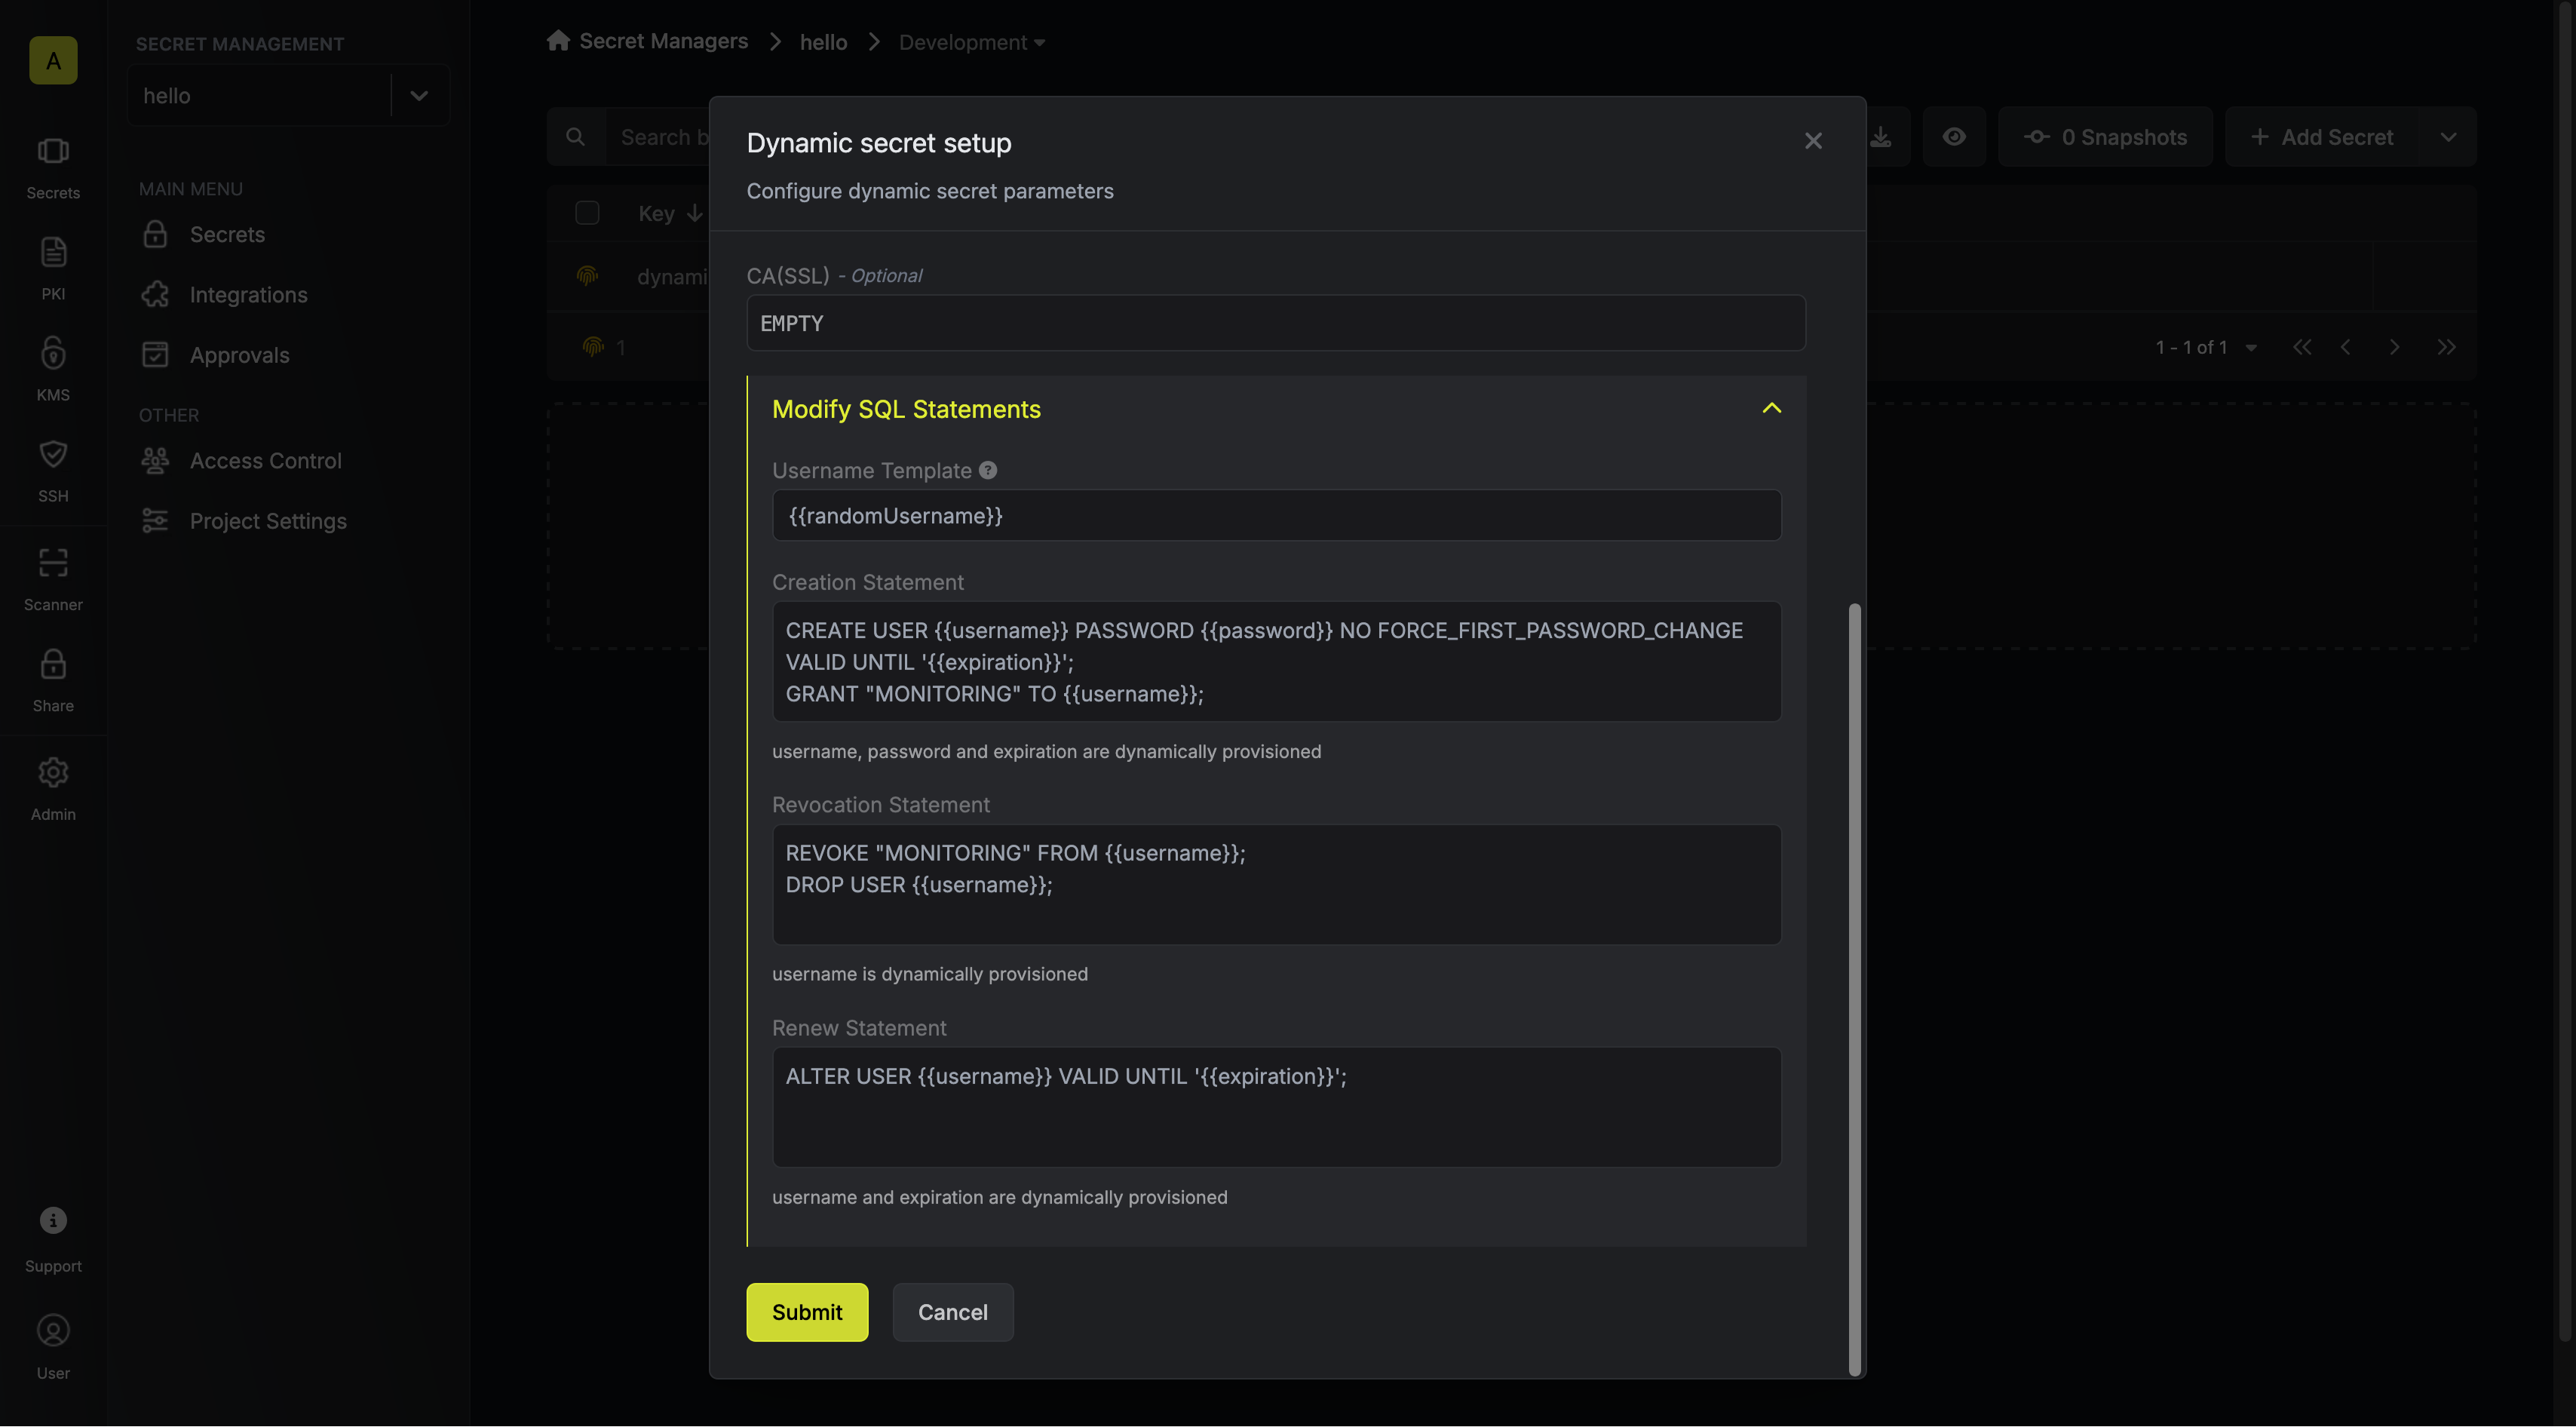 A
Secrets
PKI
KMS
SSH
Scanner
Share
Admin
Support
User
SECRET MANAGEMENT
hello
MAIN MENU
Secrets
Integrations
Approvals
OTHER
Access Control
Project Settings
Secret Managers
hello
Development
Search b
0 Snapshots
Add Secret
Key
dynami
1
1 - 1 of 1
Dynamic secret setup
Configure dynamic secret parameters
CA(SSL) - Optional
EMPTY
Modify SQL Statements
Username Template ?
{{randomUsername}}
Creation Statement
CREATE USER {{username}} PASSWORD {{password}} NO FORCE_FIRST_PASSWORD_CHANGE
VALID UNTIL '{{expiration}}';
GRANT "MONITORING" TO {{username}};
username, password and expiration are dynamically provisioned
Revocation Statement
REVOKE "MONITORING" FROM {{username}};
DROP USER {{username}};
username is dynamically provisioned
Renew Statement
ALTER USER {{username}} VALID UNTIL '{{expiration}}';
username and expiration are dynamically provisioned
Submit
Cancel